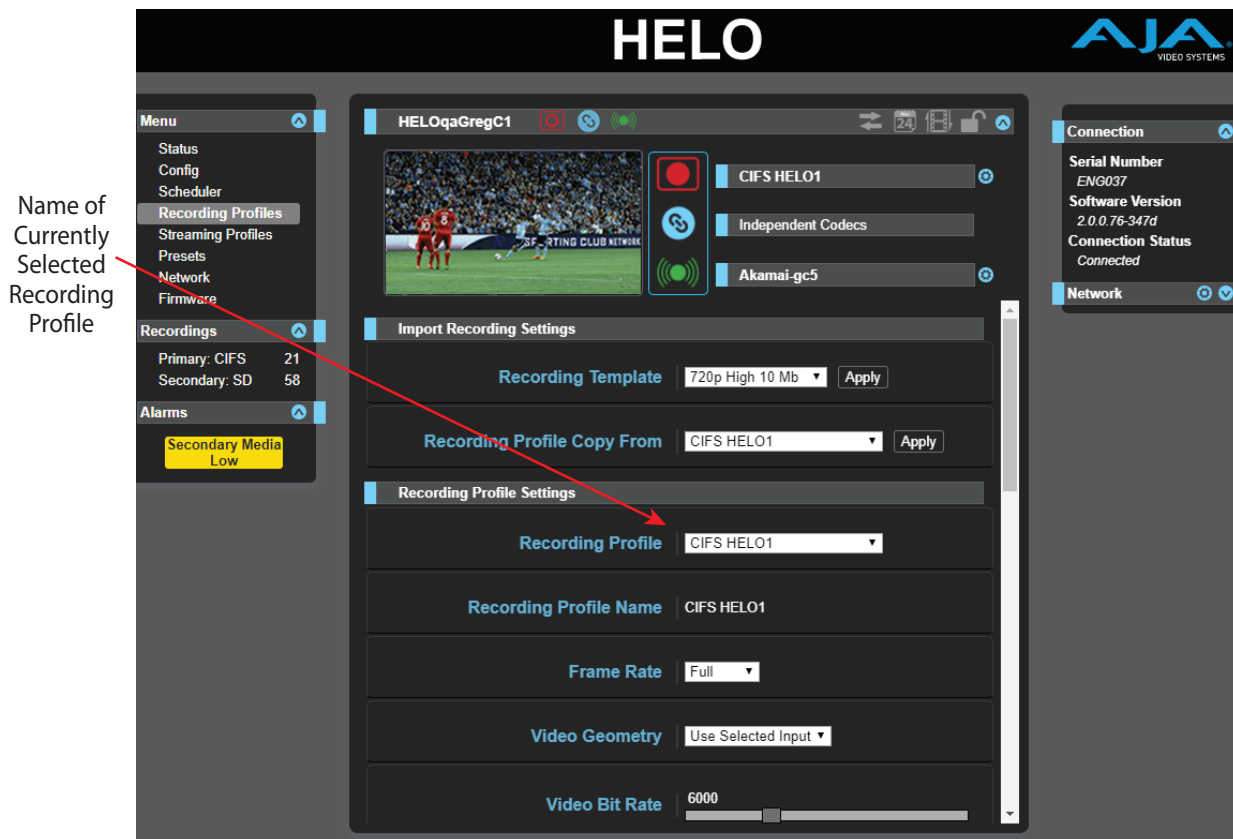 HELO
AJA
VIDEO SYSTEMS
Name of
Currently
Selected
Recording
Profile
Menu
Status
Config
Scheduler
Recording Profiles
Streaming Profiles
Presets
Network
Firmware
Recordings
Primary: CIFS 21
Secondary: SD 58
Alarms
Secondary Media
Low
HELOqaGregC1
24
SP RTING CLUB NETWORK
CIFS HELO1
Independent Codecs
Akamai-gc5
Import Recording Settings
Recording Template 720p High 10 Mb Apply
Recording Profile Copy From CIFS HELO1 Apply
Recording Profile Settings
Recording Profile CIFS HELO1
Recording Profile Name CIFS HELO1
Frame Rate Full
Video Geometry Use Selected Input
Video Bit Rate 6000
Connection
Serial Number
ENG037
Software Version
2.0.0.76-347d
Connection Status
Connected
Network